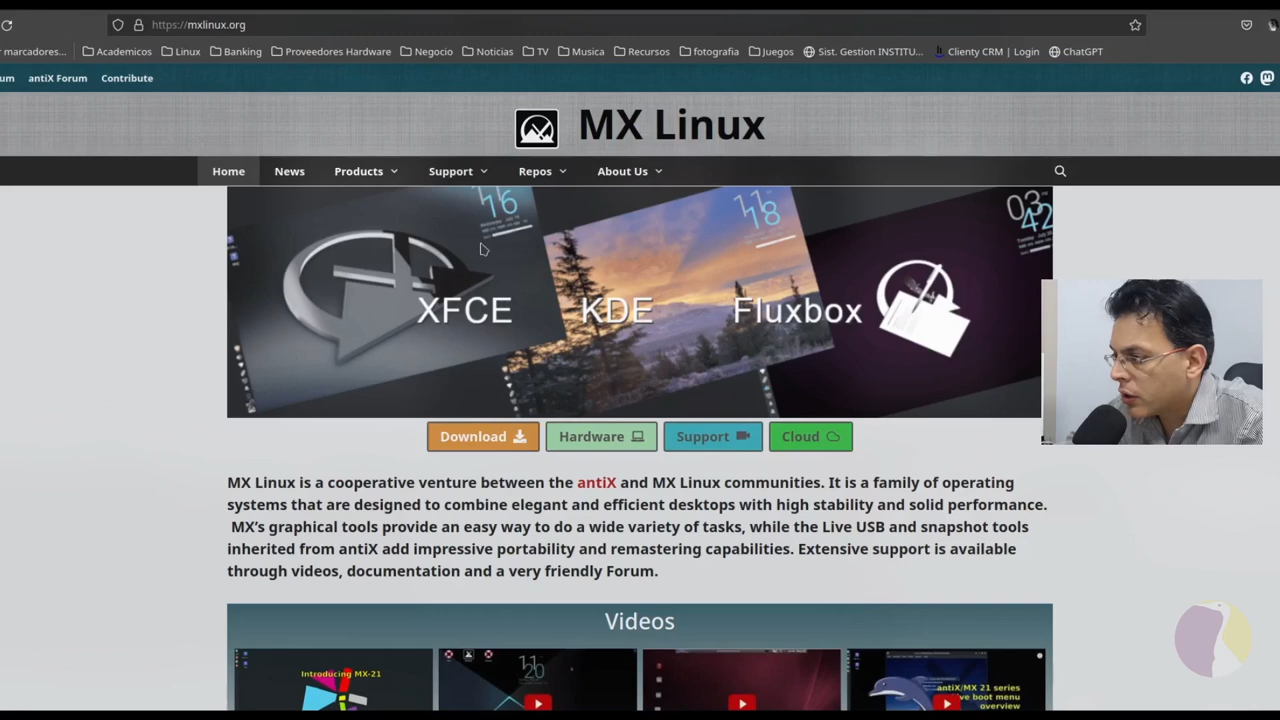 https://mxlinux.org
r marcadores...
Academicos
Linux
Banking
Proveedores Hardware
Negocio
Noticias
TV
Musica
Recursos
fotografia
Juegos
Sist. Gestion INSTITU...
Clienty CRM | Login
ChatGPT
um
antiX Forum
Contribute
MX Linux
Home
News
Products
Support
Repos
About Us
16
11
18
03
42
XFCE
KDE
Fluxbox
Download
Hardware
Support
Cloud
MX Linux is a cooperative venture between the antiX and MX Linux communities. It is a family of operating
systems that are designed to combine elegant and efficient desktops with high stability and solid performance.
MX’s graphical tools provide an easy way to do a wide variety of tasks, while the Live USB and snapshot tools
inherited from antiX add impressive portability and remastering capabilities. Extensive support is available
through videos, documentation and a very friendly Forum.
Videos
Introducing MX-21
11
20
antiX/MX 21 series
ve boot menu
overview